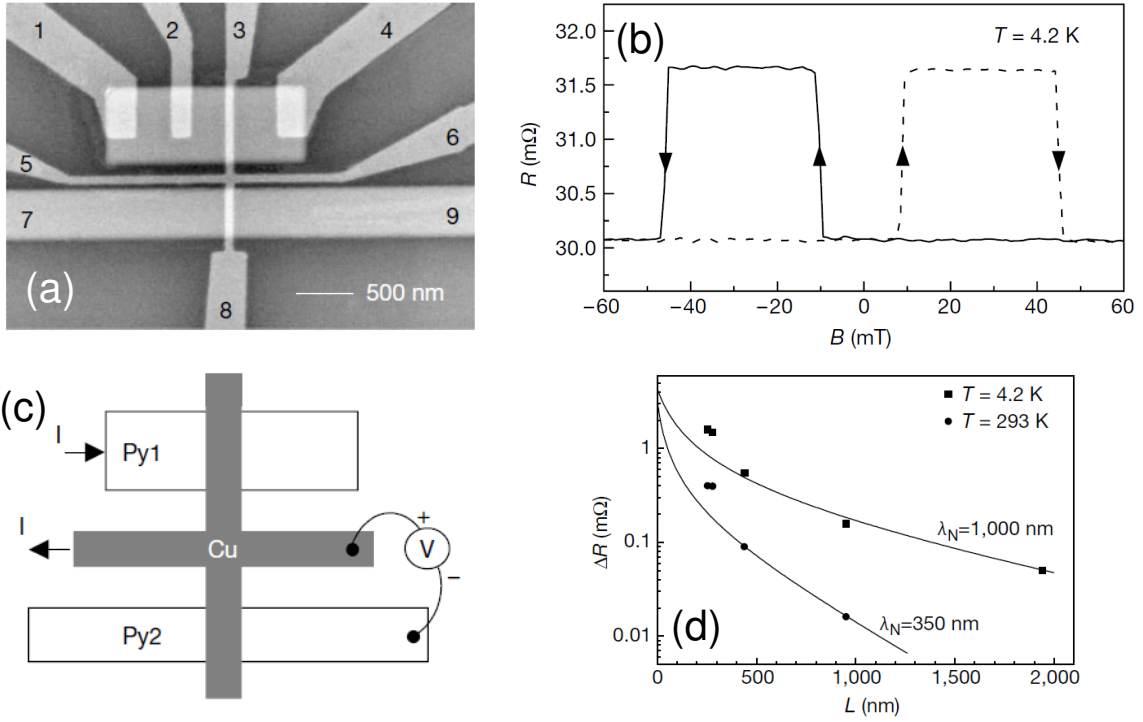 1 2 3 4
5 6
7 9
8
(a) 500 nm
(b) T = 4.2 K
32.0
31.5
31.0
30.5
30.0
R (mΩ)
−60 −40 −20 0 20 40 60
B (mT)
(c)
I
Py1
I
Cu
+
V
−
Py2
T = 4.2 K
T = 293 K
1
0.1
0.01
ΔR (mΩ)
λN=1,000 nm
λN=350 nm
(d)
0 500 1,000 1,500 2,000
L (nm)